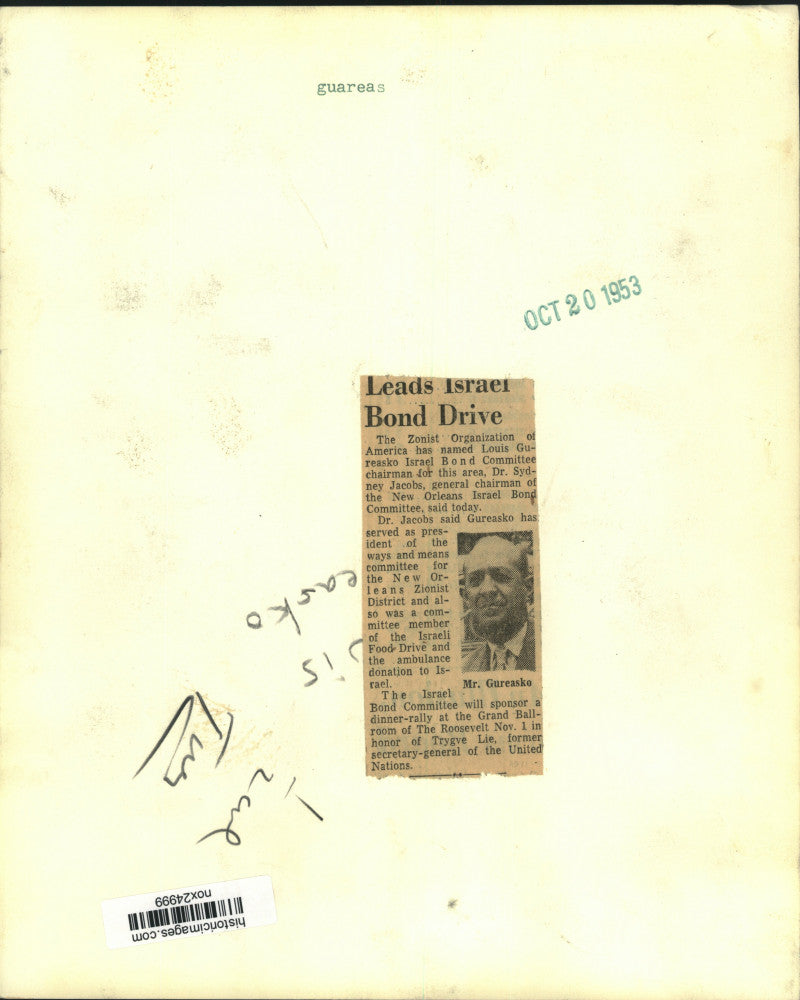 guareas
OCT 20 1953
Leads Israel
Bond Drive
The Zonist Organization of
America has named Louis Gu-
reasko Israel Bond Committee
chairman for this area, Dr. Syd-
ney Jacobs, general chairman of
the New Orleans Israel Bond
Committee, said today.
Dr. Jacobs said Gureasko has
served as pres-
ident of the
ways and means
committee for
the New Or-
leans Zionist
District and al-
so was a com-
mittee member
of the Israeli
Food Drive and
the ambulance
donation to Is-
rael.
Mr. Gureasko
The Israel
Bond Committee will sponsor a
dinner-rally at the Grand Ball-
room of The Roosevelt Nov. 1 in
honor of Trygve Lie, former
secretary-general of the United
Nations.
easko
is
historicimages.com
nox24999